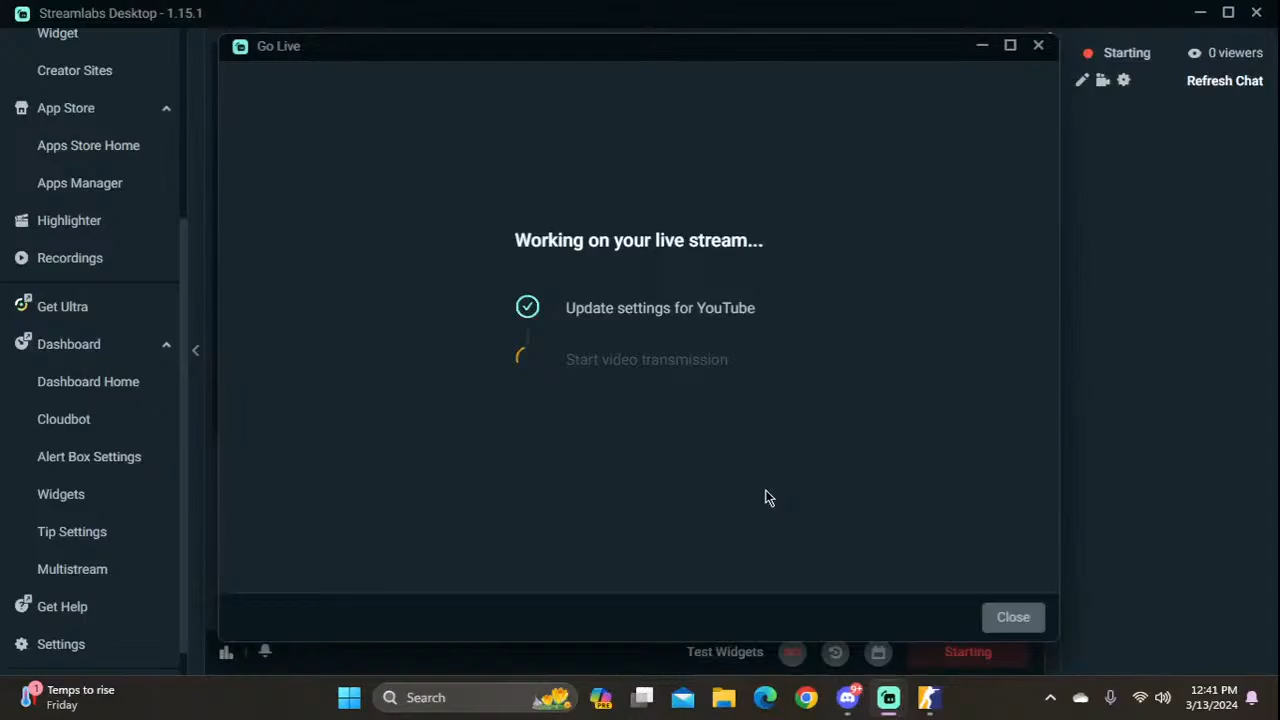 Streamlabs Desktop - 1.15.1
Widget
Creator Sites
App Store
Apps Store Home
Apps Manager
Highlighter
Recordings
Get Ultra
Dashboard
Dashboard Home
Cloudbot
Alert Box Settings
Widgets
Tip Settings
Multistream
Get Help
Settings
Go Live
Working on your live stream...
Update settings for YouTube
Start video transmission
Close
Starting
0 viewers
Refresh Chat
Test Widgets
Starting
1
Temps to rise
Friday
Search
PRE
9+
12:41 PM
3/13/2024